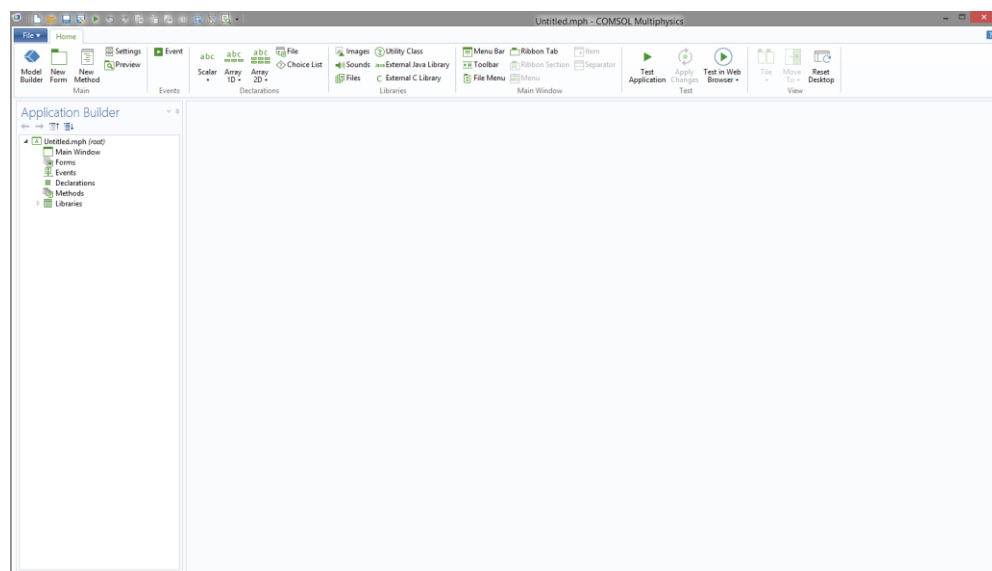 Untitled.mph - COMSOL Multiphysics
File Home
Model Builder
New Form
New Method
Settings
Preview
Main
Event
Events
abc Scalar
abc Array 1D
abc Array 2D
File
Choice List
Declarations
Images
Sounds
Files
Utility Class
External Java Library
C External C Library
Libraries
Menu Bar
Toolbar
File Menu
Ribbon Tab
Ribbon Section
Menu
Item
Separator
Main Window
Test Application
Apply Changes
Test in Web Browser
Test
Tile
Move To
Reset Desktop
View
Application Builder
Untitled.mph (root)
Main Window
Forms
Events
Declarations
Methods
Libraries